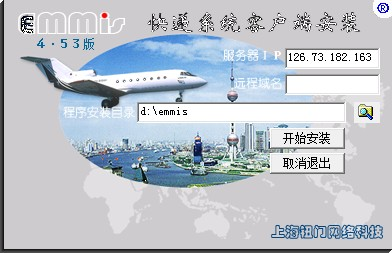 emmis 快递系统客户端安装 ®
4·53版
服务器IP 126.73.182.163
远程域名
程序安装目录 d:\emmis
开始安装
取消退出
上海纽门网络科技